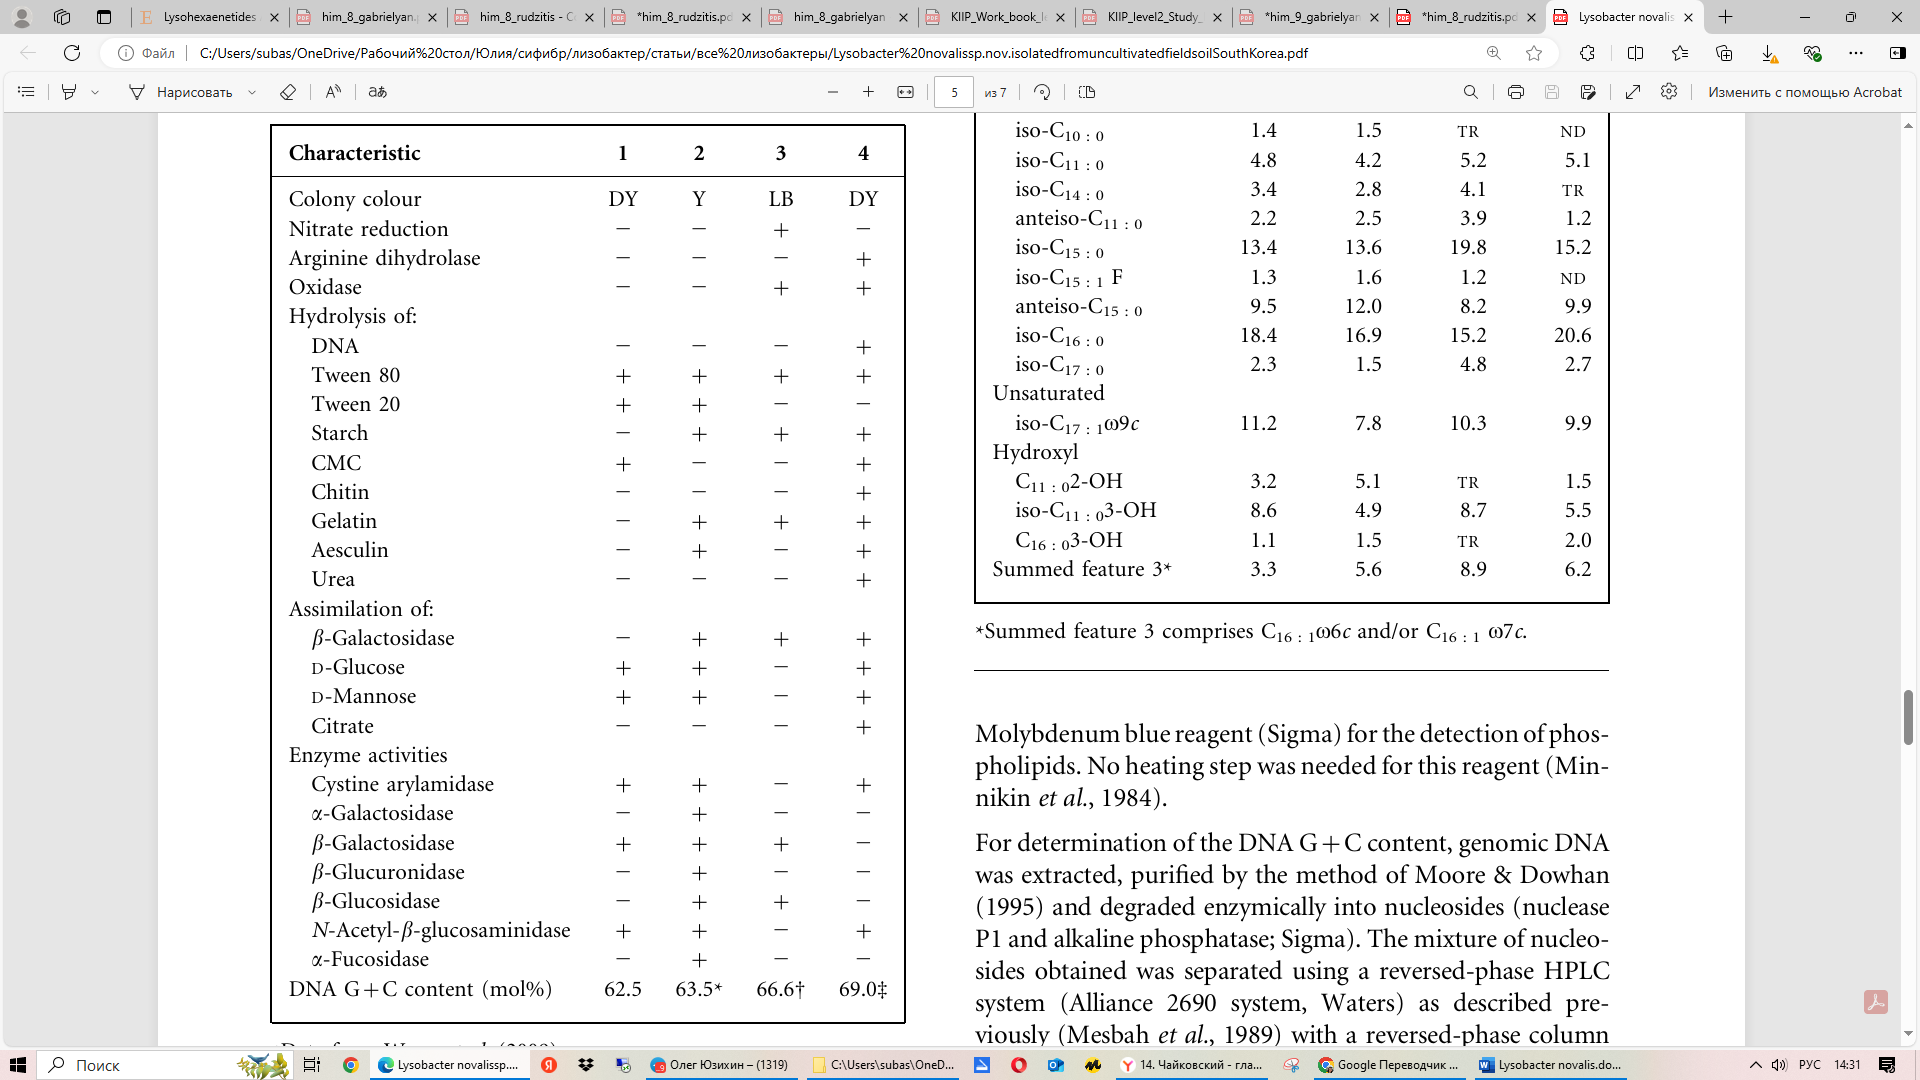 Lysohexaenetides
him_8_gabrielyan.p
him_8_rudzitis - C
*him_8_rudzitis.pd
him_8_gabrielyan
KIIP_Work_book_le
KIIP_level2_Study_
*him_9_gabrielyan
*him_8_rudzitis.pd
Lysobacter novalis
Файл
C:/Users/subas/OneDrive/Рабочий%20стол/Юлия/сифибр/лизобактер/статьи/все%20лизобактеры/Lysobacter%20novalissp.nov.isolatedfromuncultivatedfieldsoilSouthKorea.pdf
Нарисовать
5 из 7
Изменить с помощью Acrobat
Characteristic 1 2 3 4
Colony colour DY Y LB DY
Nitrate reduction − − + −
Arginine dihydrolase − − − +
Oxidase − − + +
Hydrolysis of:
DNA − − − +
Tween 80 + + + +
Tween 20 + + − −
Starch − + + +
CMC + − − +
Chitin − − − +
Gelatin − + + +
Aesculin − + − +
Urea − − − +
Assimilation of:
β-Galactosidase − + + +
D-Glucose + + − +
D-Mannose + + − +
Citrate − − − +
Enzyme activities
Cystine arylamidase + + − +
α-Galactosidase − + − −
β-Galactosidase + + + −
β-Glucuronidase − + − −
β-Glucosidase − + + −
N-Acetyl-β-glucosaminidase + + − +
α-Fucosidase − + − −
DNA G+C content (mol%) 62.5 63.5* 66.6† 69.0‡
iso-C10 : 0 1.4 1.5 TR ND
iso-C11 : 0 4.8 4.2 5.2 5.1
iso-C14 : 0 3.4 2.8 4.1 TR
anteiso-C11 : 0 2.2 2.5 3.9 1.2
iso-C15 : 0 13.4 13.6 19.8 15.2
iso-C15 : 1 F 1.3 1.6 1.2 ND
anteiso-C15 : 0 9.5 12.0 8.2 9.9
iso-C16 : 0 18.4 16.9 15.2 20.6
iso-C17 : 0 2.3 1.5 4.8 2.7
Unsaturated
iso-C17 : 1ω9c 11.2 7.8 10.3 9.9
Hydroxyl
C11 : 02-OH 3.2 5.1 TR 1.5
iso-C11 : 03-OH 8.6 4.9 8.7 5.5
C16 : 03-OH 1.1 1.5 TR 2.0
Summed feature 3* 3.3 5.6 8.9 6.2
*Summed feature 3 comprises C16 : 1ω6c and/or C16 : 1 ω7c.
Molybdenum blue reagent (Sigma) for the detection of phos-
pholipids. No heating step was needed for this reagent (Min-
nikin et al., 1984).
For determination of the DNA G+C content, genomic DNA
was extracted, purified by the method of Moore & Dowhan
(1995) and degraded enzymically into nucleosides (nuclease
P1 and alkaline phosphatase; Sigma). The mixture of nucleo-
sides obtained was separated using a reversed-phase HPLC
system (Alliance 2690 system, Waters) as described pre-
viously (Mesbah et al., 1989) with a reversed-phase column
Поиск
Lysobacter novalissp....
Олег Юзихин – (1319)
C:\Users\subas\OneD...
14. Чайковский - гла...
Google Переводчик ...
Lysobacter novalis.do...
РУС
14:31